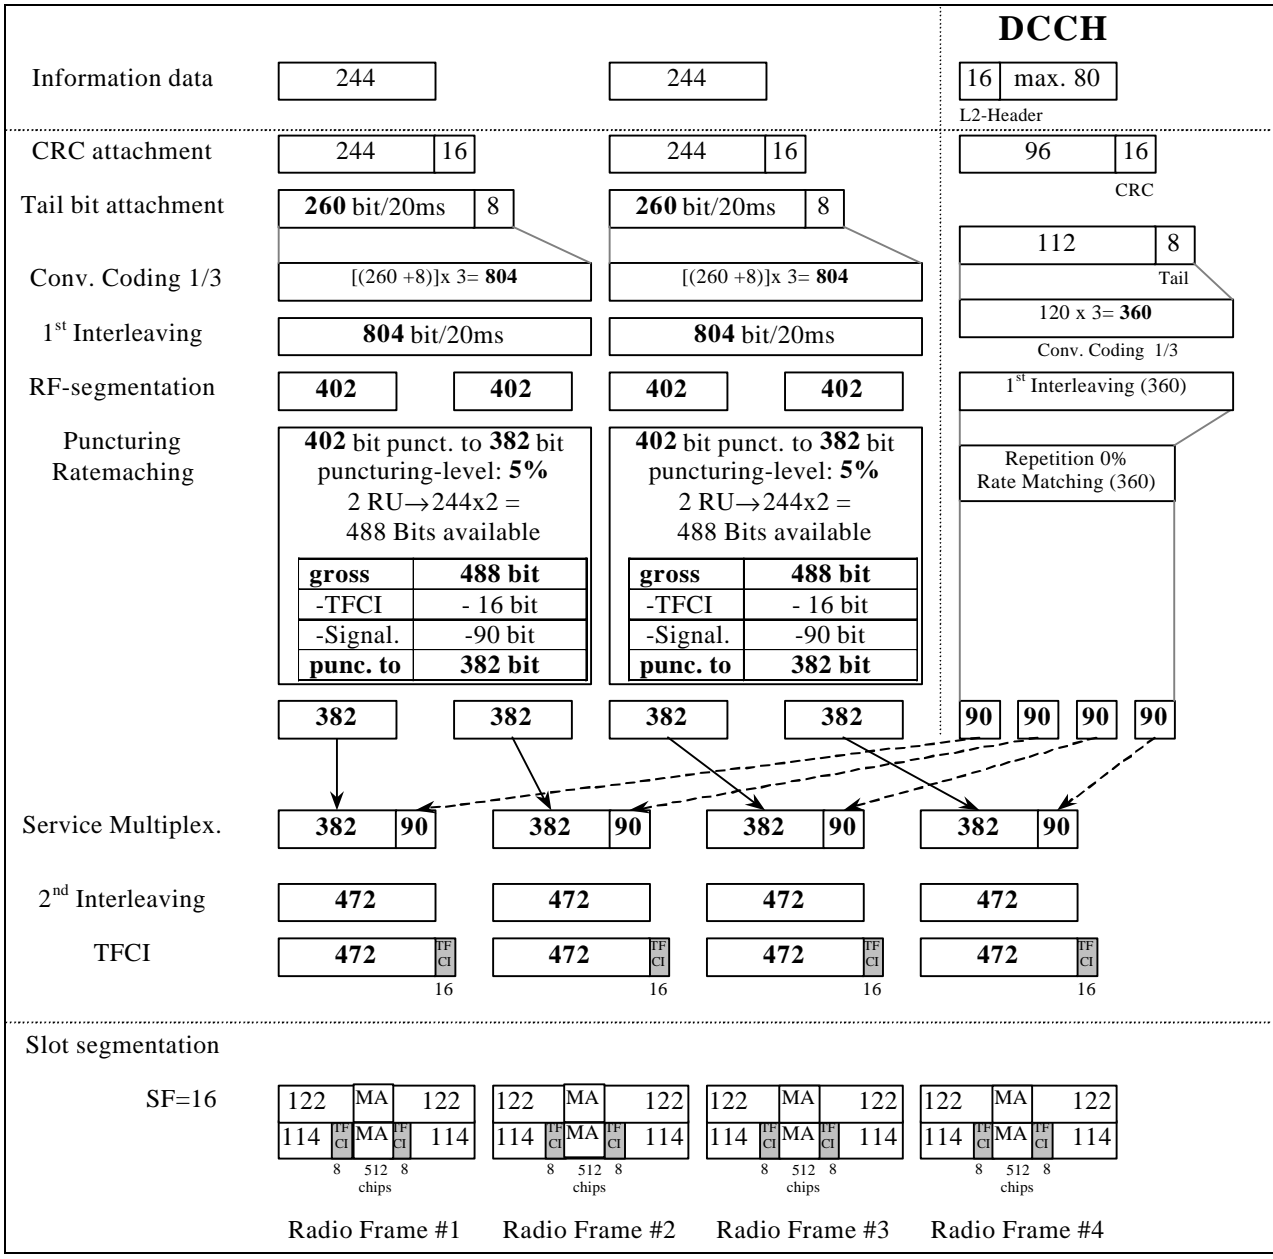 DCCH
Information data 244 244 16 max. 80
L2-Header
CRC attachment 244 16 244 16 96 16
CRC
Tail bit attachment 260 bit/20ms 8 260 bit/20ms 8
112 8
Tail
Conv. Coding 1/3 [(260 +8)]x 3= 804 [(260 +8)]x 3= 804
120 x 3= 360
Conv. Coding 1/3
1st Interleaving 804 bit/20ms 804 bit/20ms
RF-segmentation 402 402 402 402 1st Interleaving (360)
Puncturing
Ratemaching
402 bit punct. to 382 bit
puncturing-level: 5%
2 RU→244x2 =
488 Bits available
gross 488 bit
-TFCI - 16 bit
-Signal. -90 bit
punc. to 382 bit
402 bit punct. to 382 bit
puncturing-level: 5%
2 RU→244x2 =
488 Bits available
gross 488 bit
-TFCI - 16 bit
-Signal. -90 bit
punc. to 382 bit
Repetition 0%
Rate Matching (360)
382 382 382 382 90 90 90 90
Service Multiplex. 382 90 382 90 382 90 382 90
2nd Interleaving 472 472 472 472
TFCI 472 TF CI 472 TF CI 472 TF CI 472 TF CI
16 16 16 16
Slot segmentation
SF=16 122 MA 122 122 MA 122 122 MA 122 122 MA 122
114 TF CI MA TF CI 114 114 TF CI MA TF CI 114 114 TF CI MA TF CI 114 114 TF CI MA TF CI 114
8 512 8 8 512 8 8 512 8 8 512 8
chips chips chips chips
Radio Frame #1 Radio Frame #2 Radio Frame #3 Radio Frame #4